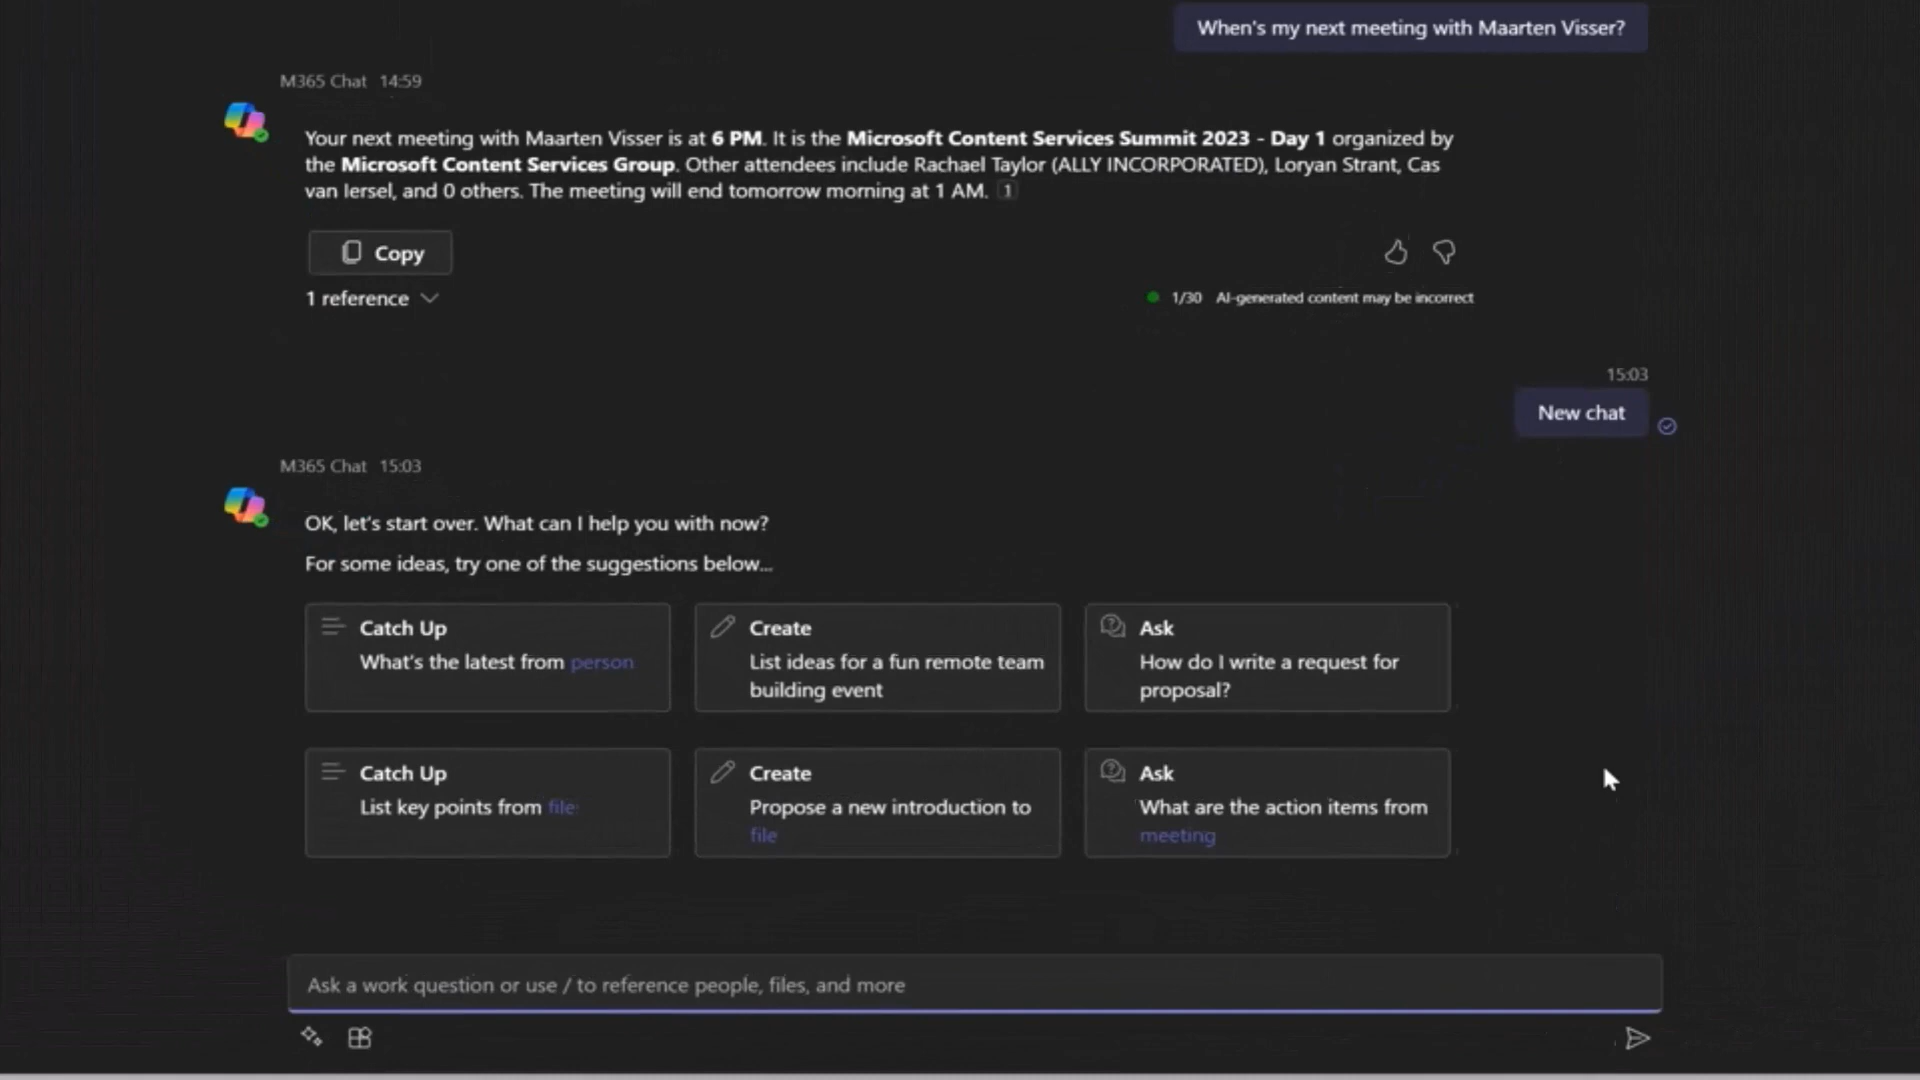 When's my next meeting with Maarten Visser?
M365 Chat 14:59
Your next meeting with Maarten Visser is at 6 PM. It is the Microsoft Content Services Summit 2023 - Day 1 organized by
the Microsoft Content Services Group. Other attendees include Rachael Taylor (ALLY INCORPORATED), Loryan Strant, Cas
van Iersel, and 0 others. The meeting will end tomorrow morning at 1 AM. 1
Copy
1 reference
1/30 AI-generated content may be incorrect
15:03
New chat
M365 Chat 15:03
OK, let's start over. What can I help you with now?
For some ideas, try one of the suggestions below...
Catch Up
What's the latest from person
Create
List ideas for a fun remote team
building event
Ask
How do I write a request for
proposal?
Catch Up
List key points from file
Create
Propose a new introduction to
file
Ask
What are the action items from
meeting
Ask a work question or use / to reference people, files, and more